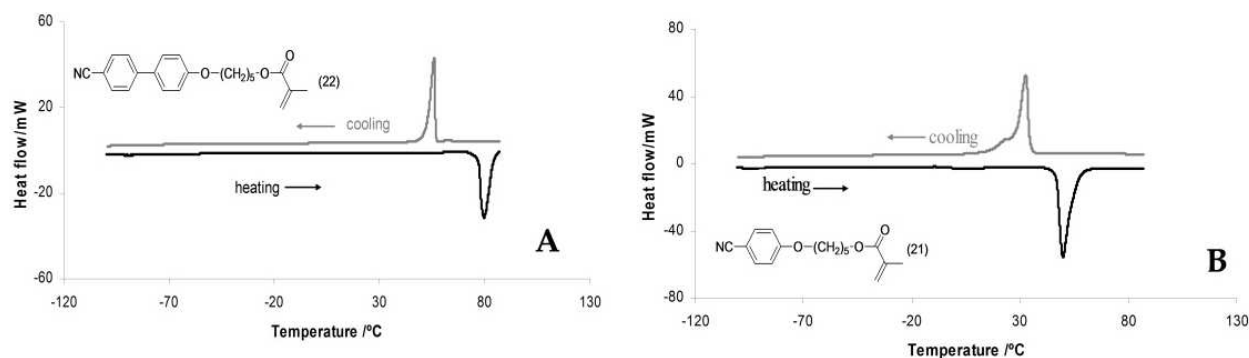 60
NC
O
(CH2)5
O
O
(22)
20
cooling
heating
-20
-60
-120
-70
-20
30
80
130
Heat flow/mW
Temperature /ºC
A
80
40
cooling
0
heating
-40
NC
O
(CH2)5
O
O
(21)
-80
-120
-70
-20
30
80
130
Heat flow/mW
Temperature /ºC
B